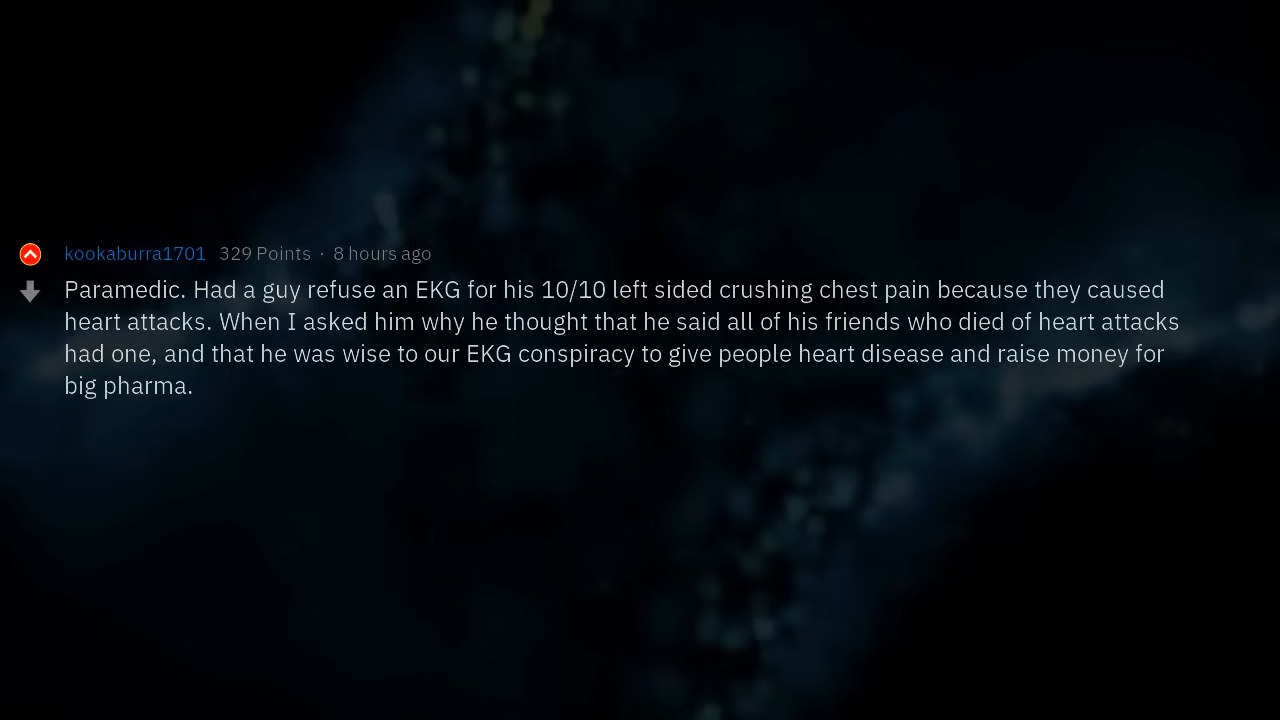 kookaburra1701 329 Points · 8 hours ago
Paramedic. Had a guy refuse an EKG for his 10/10 left sided crushing chest pain because they caused
heart attacks. When I asked him why he thought that he said all of his friends who died of heart attacks
had one, and that he was wise to our EKG conspiracy to give people heart disease and raise money for
big pharma.